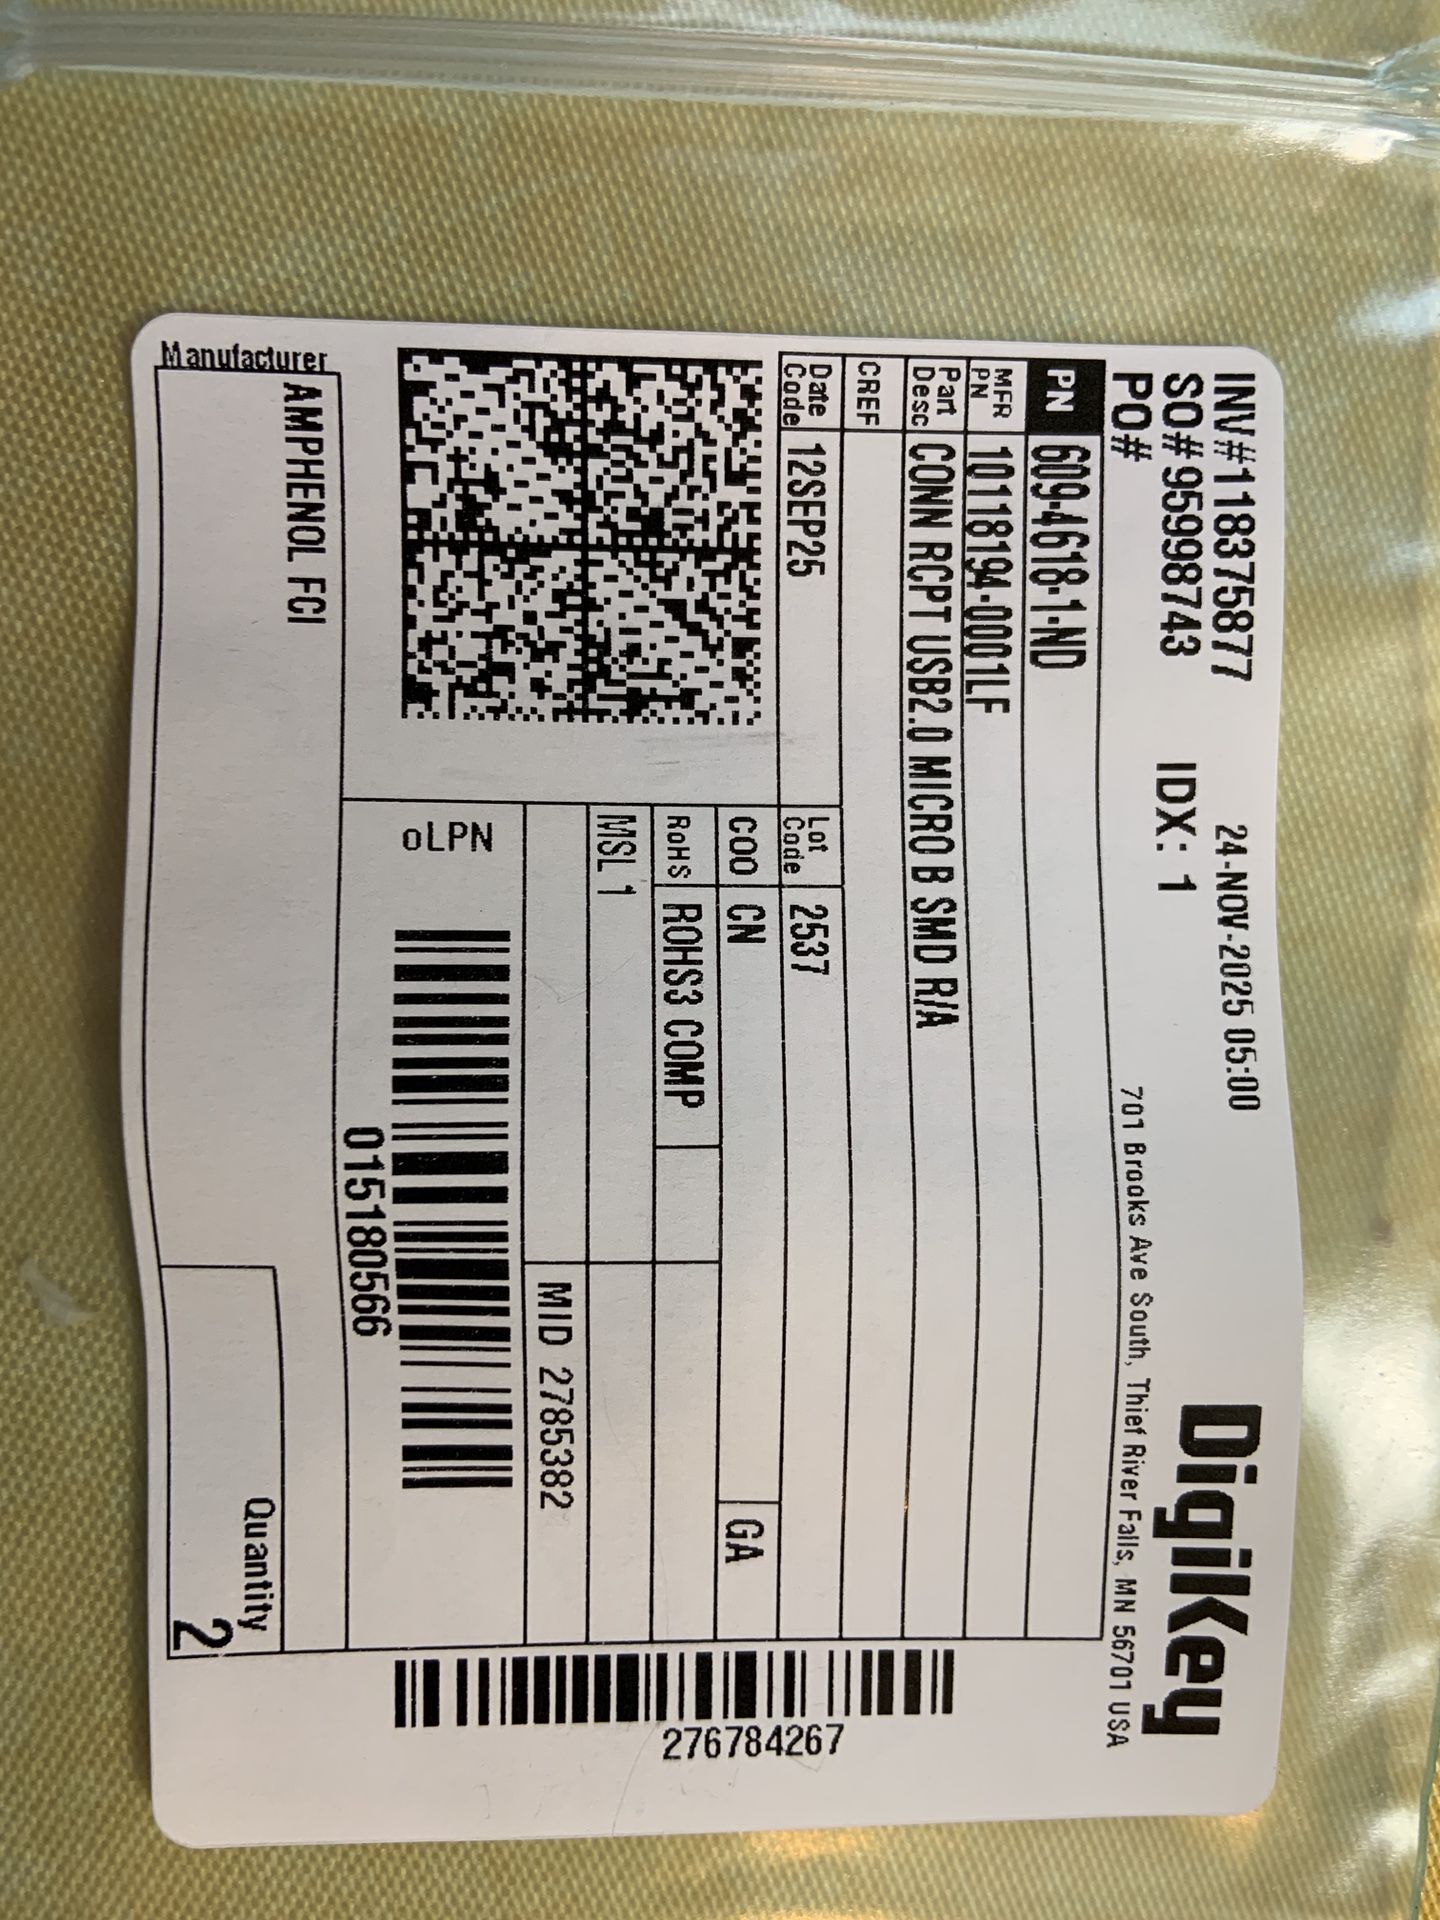 INV#118375877 24-NOV-2025 05:00 DigiKey
SO#95998743 IDX: 1
PO# 701 Brooks Ave South, Thief River Falls, MN 56701 USA
PN 609-4618-1-ND
MFR PN 10118194-0001LF
Part Desc CONN RCPT USB2.0 MICRO B SMD R/A
CREF
Date Code 12SEP25 Lot Code 2537
COO CN GA
RoHS ROHS3 COMP
MSL 1
MID 2785382
oLPN
015180566
276784267
Manufacturer
AMPHENOL FCI
Quantity
2